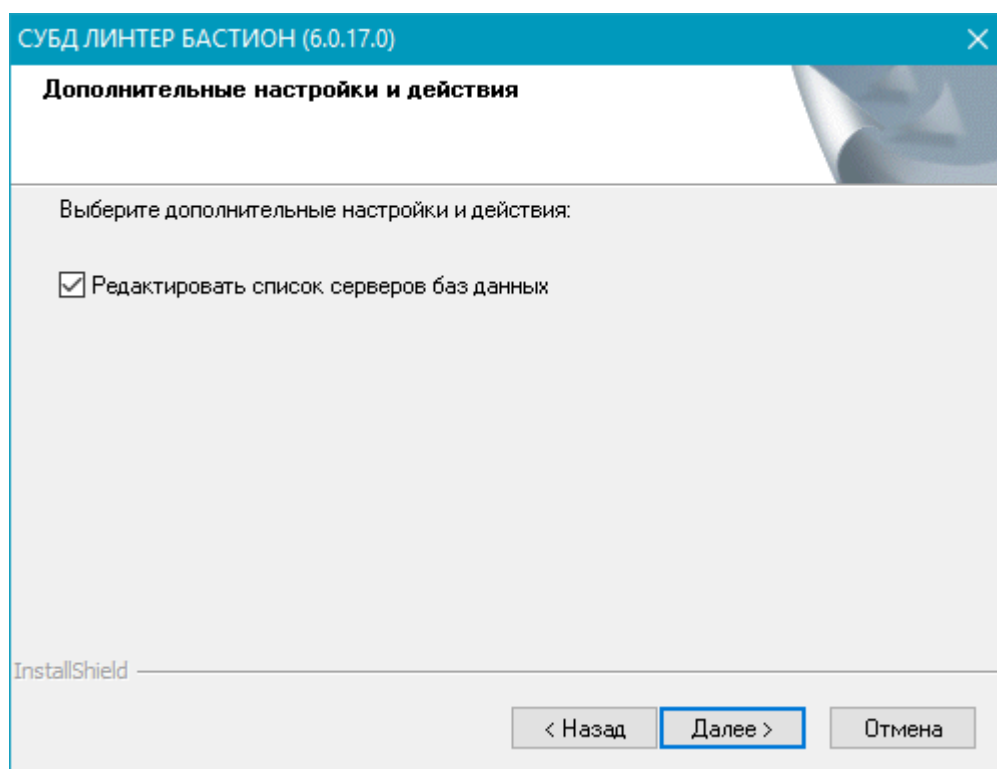 СУБД ЛИНТЕР БАСТИОН (6.0.17.0)
Дополнительные настройки и действия
Выберите дополнительные настройки и действия:
Редактировать список серверов баз данных
InstallShield
< Назад Далее > Отмена